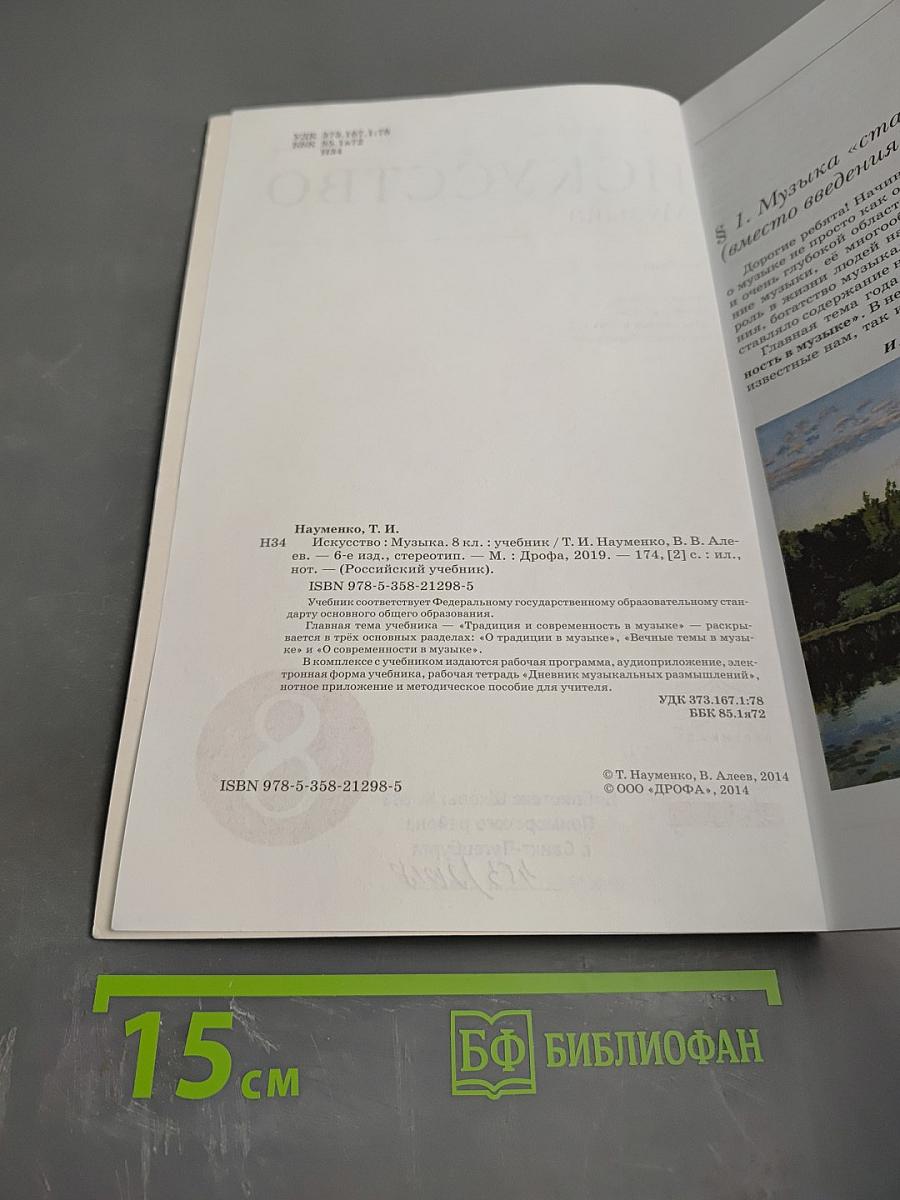 УДК 373.167.1:78
ББК 85.1я72
Н34
Науменко, Т. И.
Н34 Искусство : Музыка. 8 кл. : учебник / Т. И. Науменко, В. В. Але-
ев. — 6-е изд., стереотип. — М. : Дрофа, 2019. — 174, [2] с. : ил.,
нот. — (Российский учебник).
ISBN 978-5-358-21298-5
Учебник соответствует Федеральному государственному образовательному стан-
дарту основного общего образования.
Главная тема учебника — «Традиция и современность в музыке» — раскры-
вается в трёх основных разделах: «О традиции в музыке», «Вечные темы в музы-
ке» и «О современности в музыке».
В комплексе с учебником издаются рабочая программа, аудиоприложение, элек-
тронная форма учебника, рабочая тетрадь «Дневник музыкальных размышлений»,
нотное приложение и методическое пособие для учителя.
УДК 373.167.1:78
ББК 85.1я72
8
ISBN 978-5-358-21298-5
© Т. Науменко, В. Алеев, 2014
© ООО «ДРОФА», 2014
§ 1. Музыка «ста
(вместо введения
Дорогие ребята! Начин
о музыке не просто как о
и очень глубокой област
ние музыки, её многооб
роль в жизни людей на
ния, богатство музыка
ставляло содержание н
Главная тема года
ность в музыке». В не
известные нам, так и
И.
15 см
БФ БИБЛИОФАН